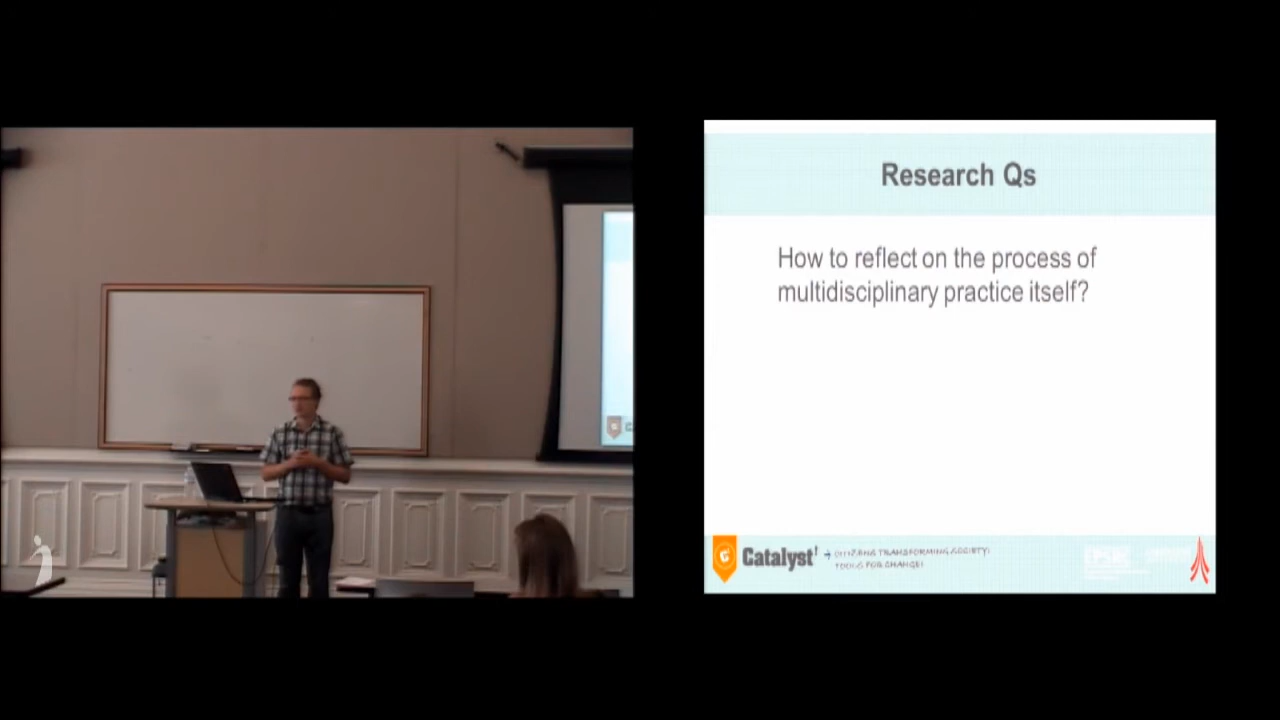 Research Qs
How to reflect on the process of
multidisciplinary practice itself?
Catalyst!
CITIZENS TRANSFORMING SOCIETY:
TOOLS FOR CHANGE!